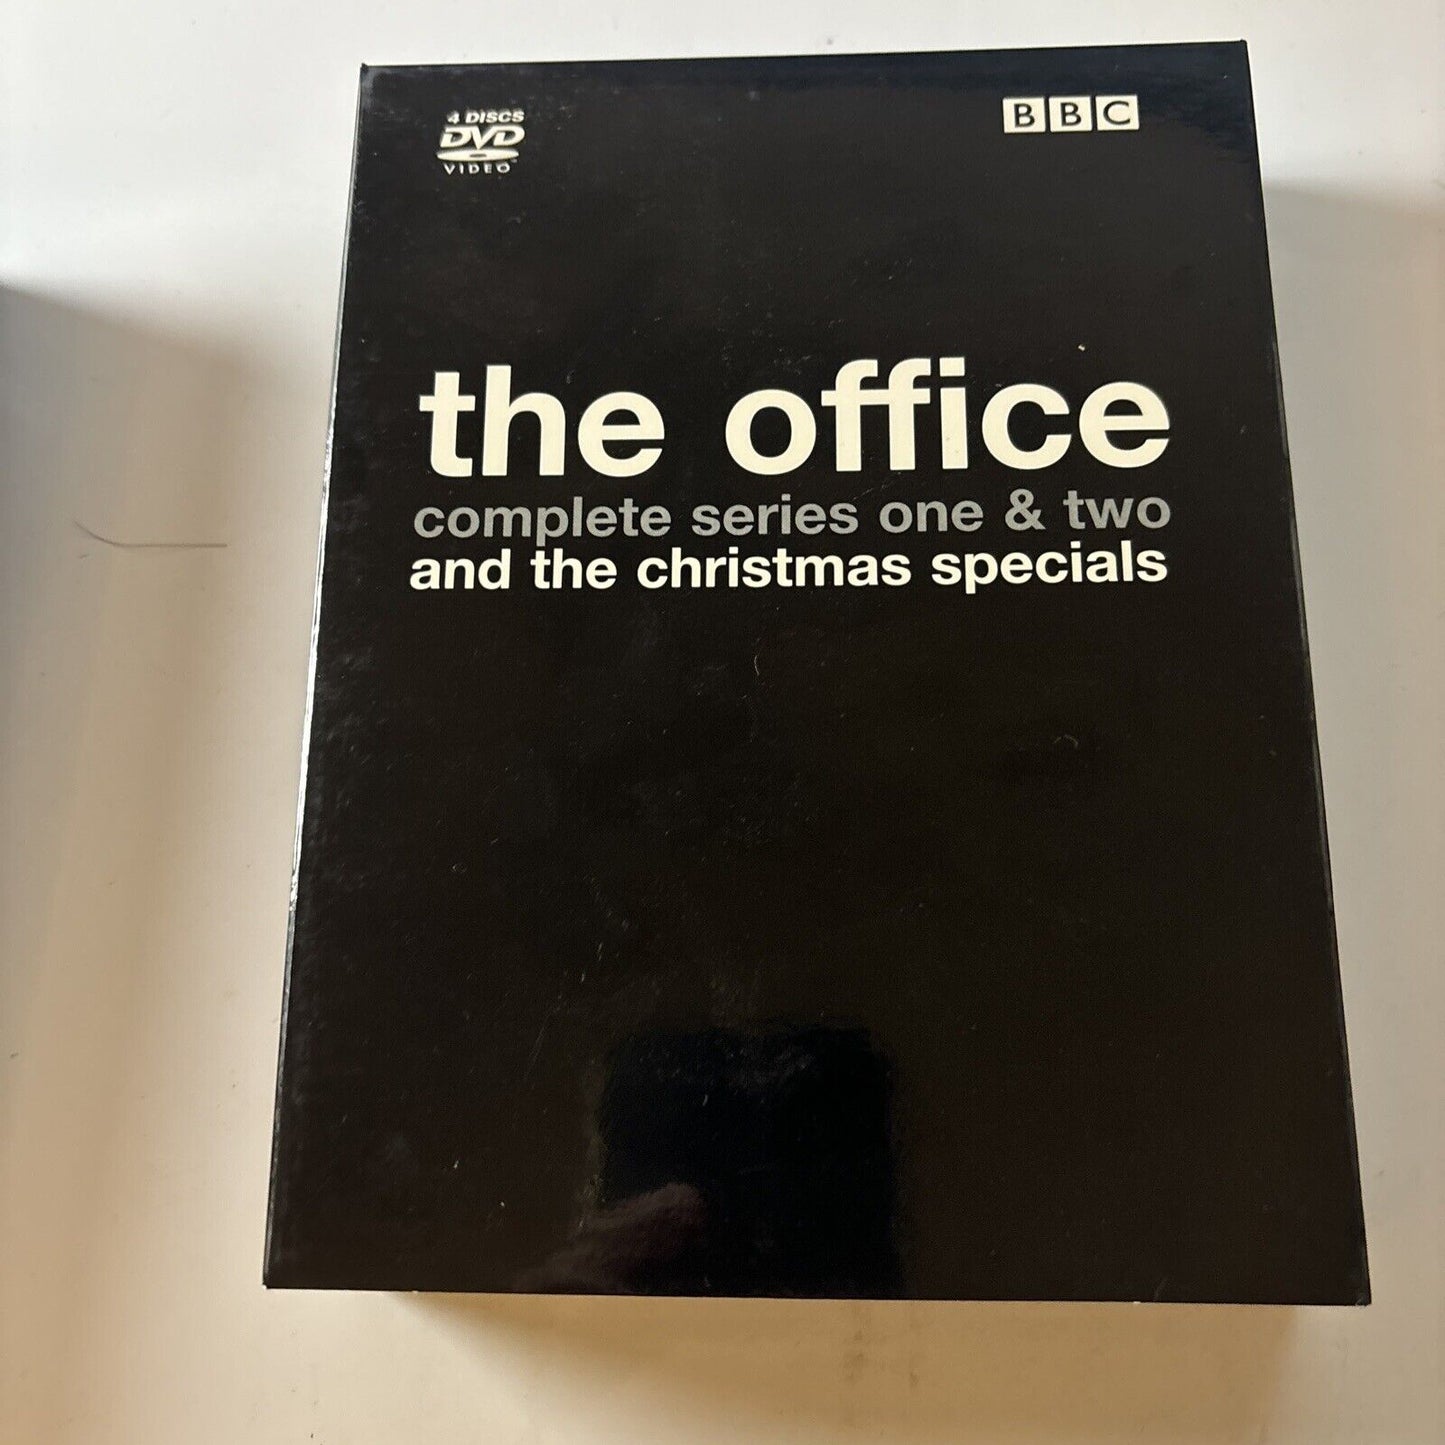 4 DISCS
DVD
VIDEO
BBC
the office
complete series one & two
and the christmas specials